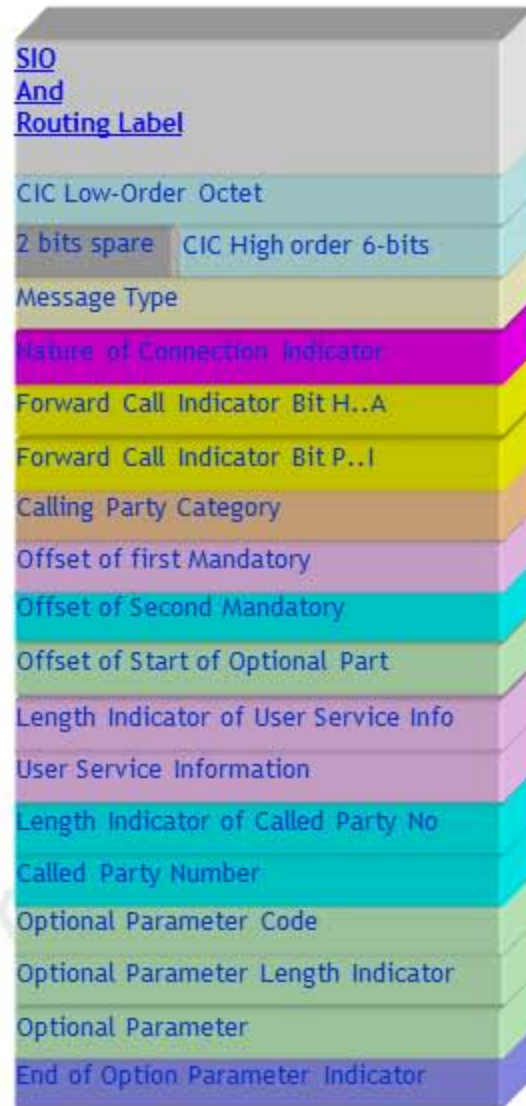 SIO
And
Routing Label
CIC Low-Order Octet
2 bits spare CIC High order 6-bits
Message Type
Nature of Connection Indicator
Forward Call Indicator Bit H..A
Forward Call Indicator Bit P..I
Calling Party Category
Offset of first Mandatory
Offset of Second Mandatory
Offset of Start of Optional Part
Length Indicator of User Service Info
User Service Information
Length Indicator of Called Party No
Called Party Number
Optional Parameter Code
Optional Parameter Length Indicator
Optional Parameter
End of Option Parameter Indicator